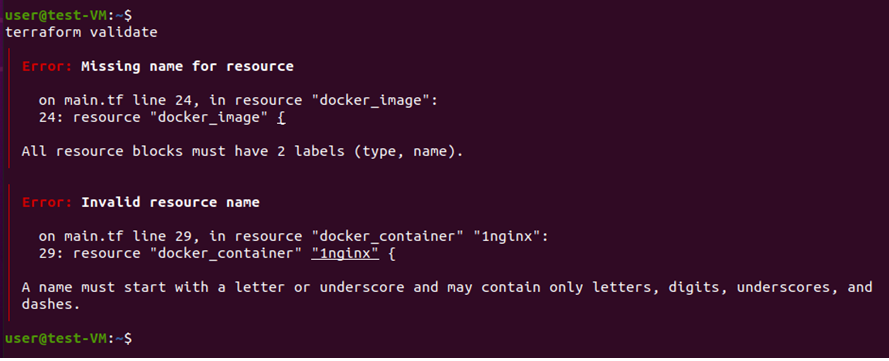 user@test-VM:~$
terraform validate
Error: Missing name for resource
on main.tf line 24, in resource "docker_image":
24: resource "docker_image" {
All resource blocks must have 2 labels (type, name).
Error: Invalid resource name
on main.tf line 29, in resource "docker_container" "1nginx":
29: resource "docker_container" "1nginx" {
A name must start with a letter or underscore and may contain only letters, digits, underscores, and
dashes.
user@test-VM:~$